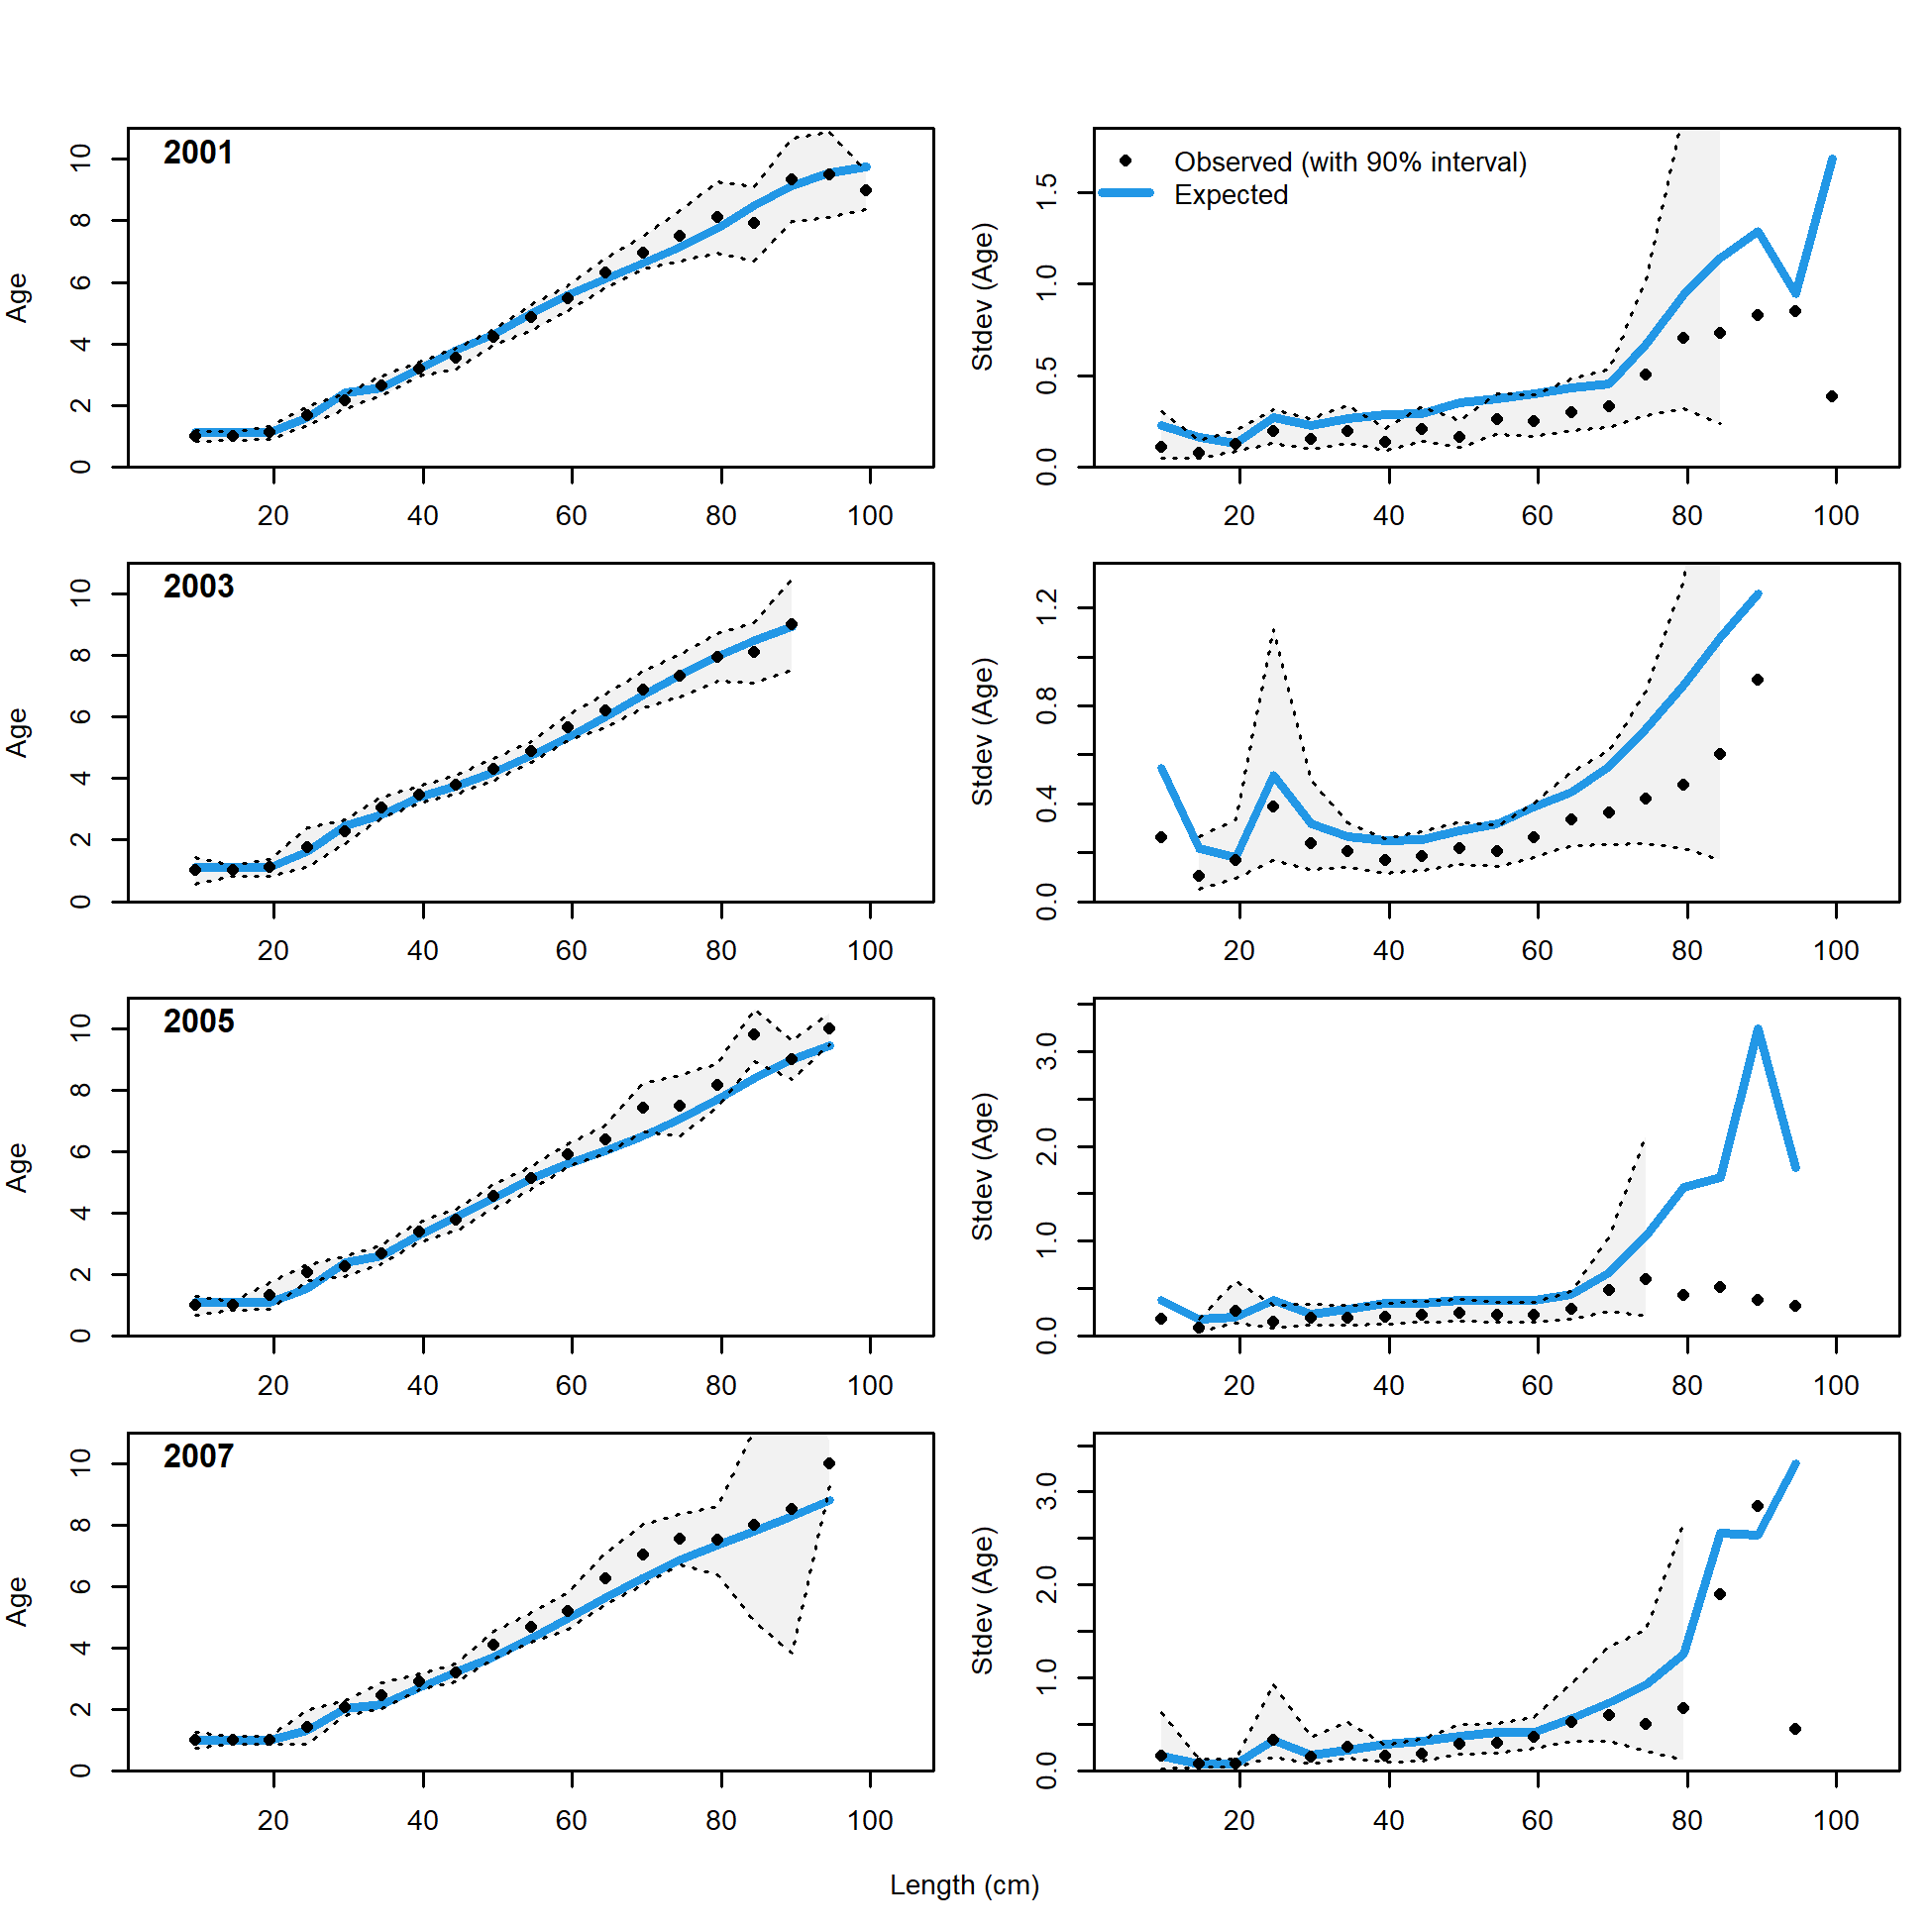 2001
Age
0 2 4 6 8 10
20 40 60 80 100
Observed (with 90% interval)
Expected
Stdev (Age)
0.0 0.5 1.0 1.5
20 40 60 80 100
2003
Age
0 2 4 6 8 10
20 40 60 80 100
Stdev (Age)
0.0 0.4 0.8 1.2
20 40 60 80 100
2005
Age
0 2 4 6 8 10
20 40 60 80 100
Stdev (Age)
0.0 1.0 2.0 3.0
20 40 60 80 100
2007
Age
0 2 4 6 8 10
20 40 60 80 100
Stdev (Age)
0.0 1.0 2.0 3.0
20 40 60 80 100
Length (cm)